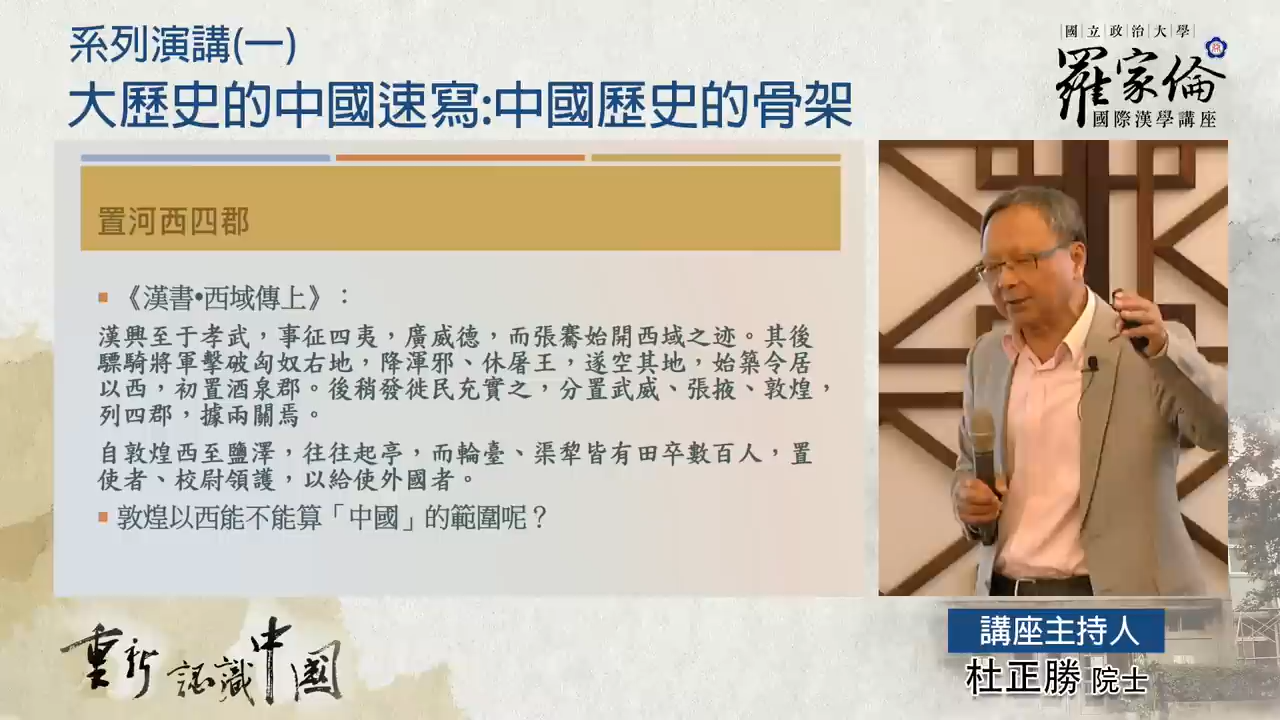 系列演講(一)
大歷史的中國速寫:中國歷史的骨架
國立政治大學
羅家倫
國際漢學講座
置河西四郡
《漢書•西域傳上》：
漢興至于孝武，事征四夷，廣威德，而張騫始開西域之迹。其後
驃騎將軍擊破匈奴右地，降渾邪、休屠王，遂空其地，始築令居
以西，初置酒泉郡。後稍發徙民充實之，分置武威、張掖、敦煌，
列四郡，據兩關焉。
自敦煌西至鹽澤，往往起亭，而輪臺、渠犁皆有田卒數百人，置
使者、校尉領護，以給使外國者。
敦煌以西能不能算「中國」的範圍呢？
重新認識中國
講座主持人
杜正勝 院士